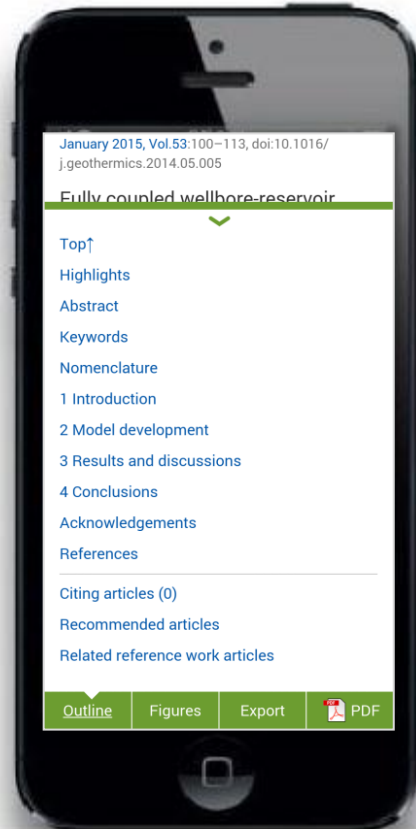 January 2015, Vol.53:100–113, doi:10.1016/
j.geothermics.2014.05.005
Fully coupled wellbore-reservoir
Top↑
Highlights
Abstract
Keywords
Nomenclature
1 Introduction
2 Model development
3 Results and discussions
4 Conclusions
Acknowledgements
References
Citing articles (0)
Recommended articles
Related reference work articles
Outline
Figures
Export
PDF
PDF